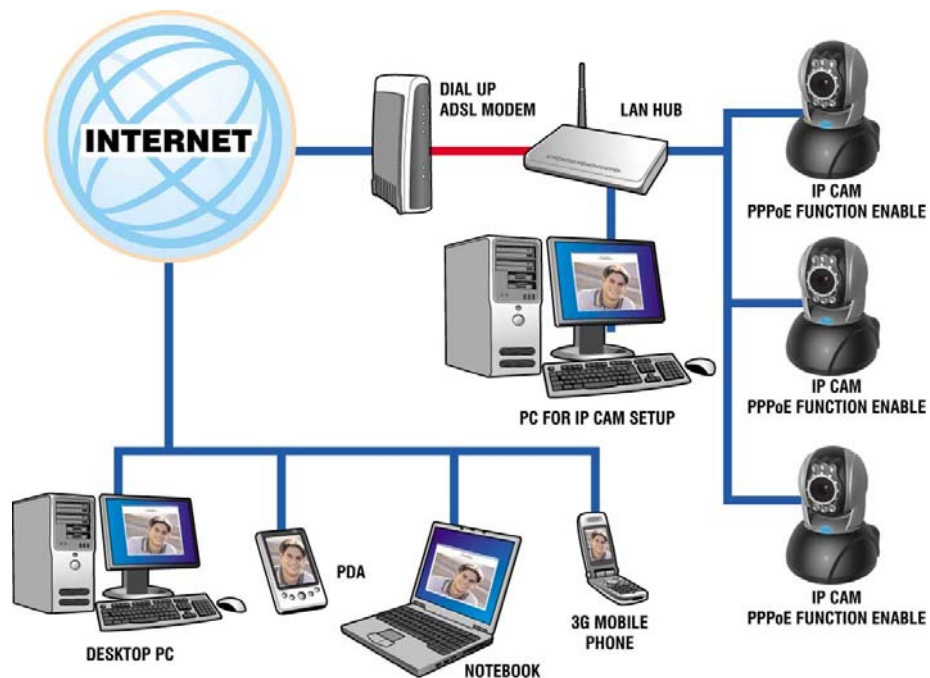 INTERNET
DIAL UP
ADSL MODEM
LAN HUB
IP CAM
PPPoE FUNCTION ENABLE
PC FOR IP CAM SETUP
IP CAM
PPPoE FUNCTION ENABLE
DESKTOP PC
PDA
NOTEBOOK
3G MOBILE
PHONE
IP CAM
PPPoE FUNCTION ENABLE